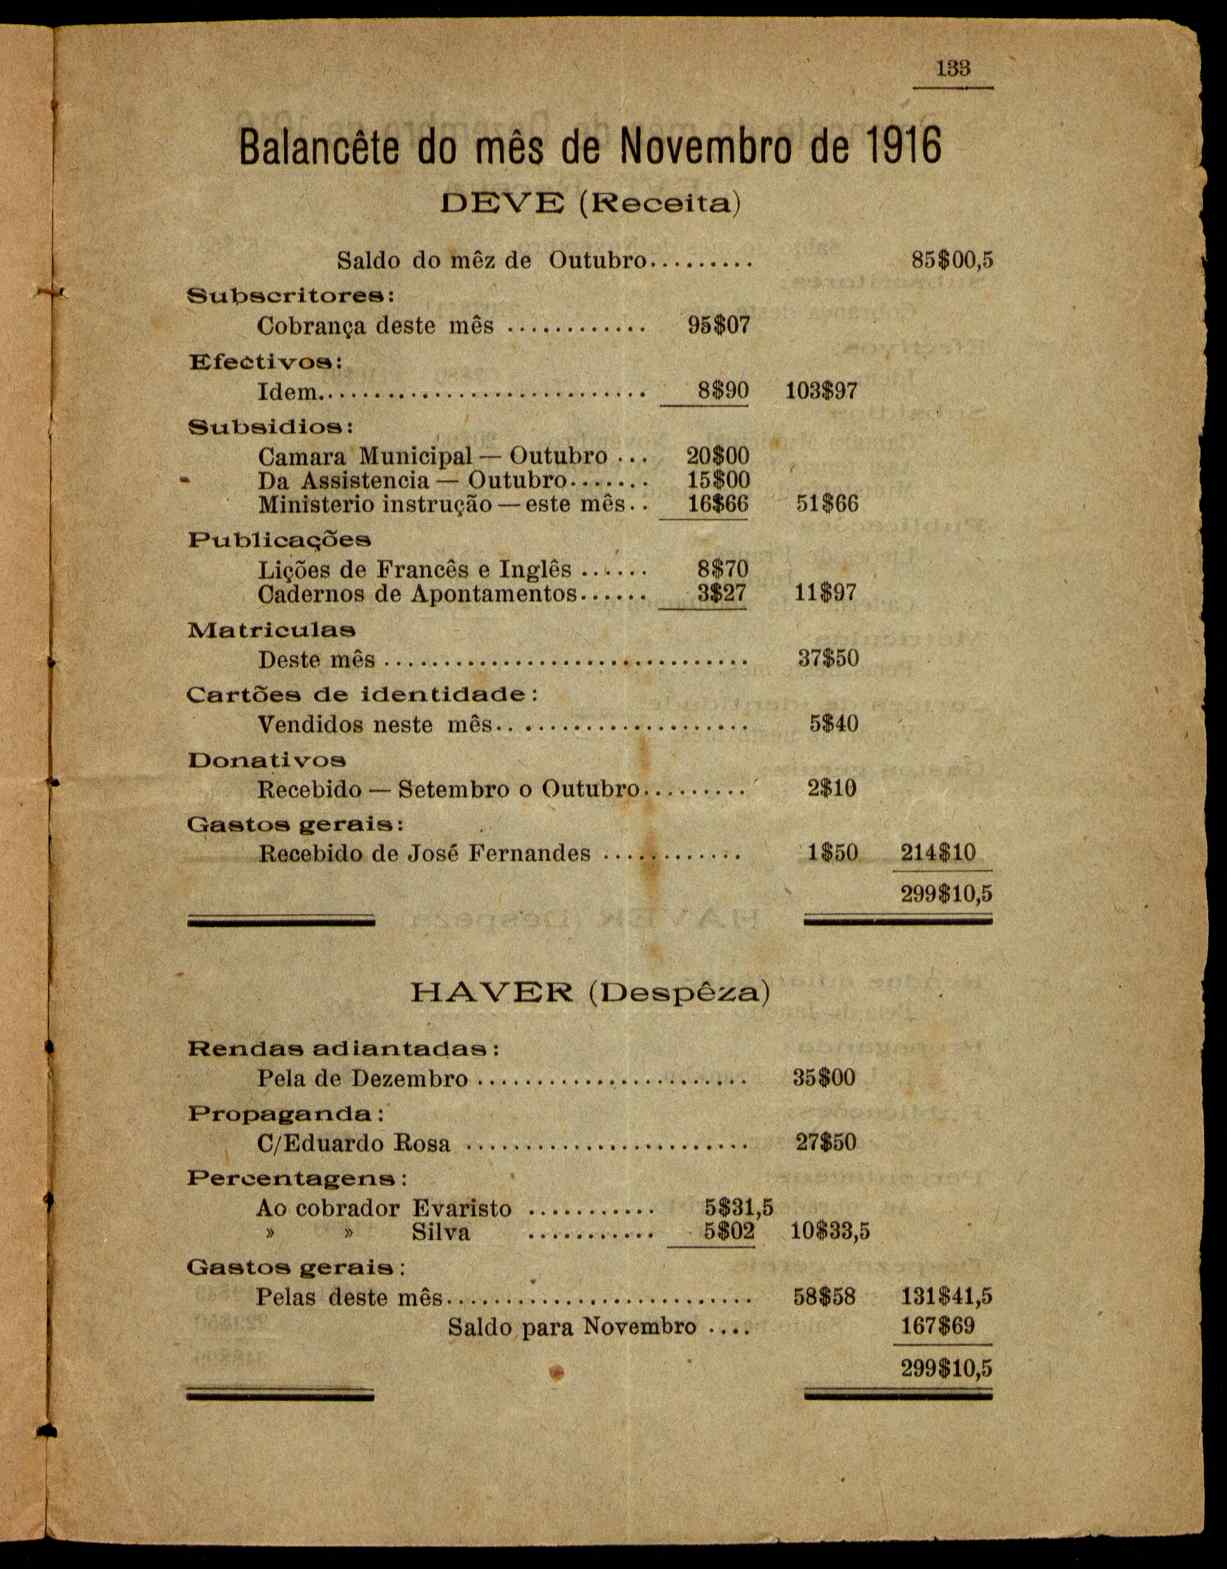 133
Balancête do mês de Novembro de 1916
DEVE (Receita)
Saldo do mêz de Outubro......... 85$00,5
Subscritores:
Cobrança deste mês ............ 95$07
Efectivos:
Idem............................ 8$90 103$97
Subsidios:
Camara Municipal — Outubro ... 20$00
Da Assistencia — Outubro....... 15$00
Ministerio instrução — este mês.. 16$66 51$66
Publicações
Lições de Francês e Inglês ...... 8$70
Cadernos de Apontamentos...... 3$27 11$97
Matriculas
Deste mês ............................... 37$50
Cartões de identidade:
Vendidos neste mês..................... 5$40
Donativos
Recebido — Setembro o Outubro......... 2$10
Gastos gerais:
Recebido de José Fernandes ............ 1$50 214$10
299$10,5
HAVER (Despêza)
Rendas adiantadas:
Pela de Dezembro ....................... 35$00
Propaganda:
C/Eduardo Rosa ........................ 27$50
Percentagens:
Ao cobrador Evaristo ........... 5$31,5
» » Silva ........... 5$02 10$33,5
Gastos gerais:
Pelas deste mês.......................... 58$58 131$41,5
Saldo para Novembro .... 167$69
299$10,5